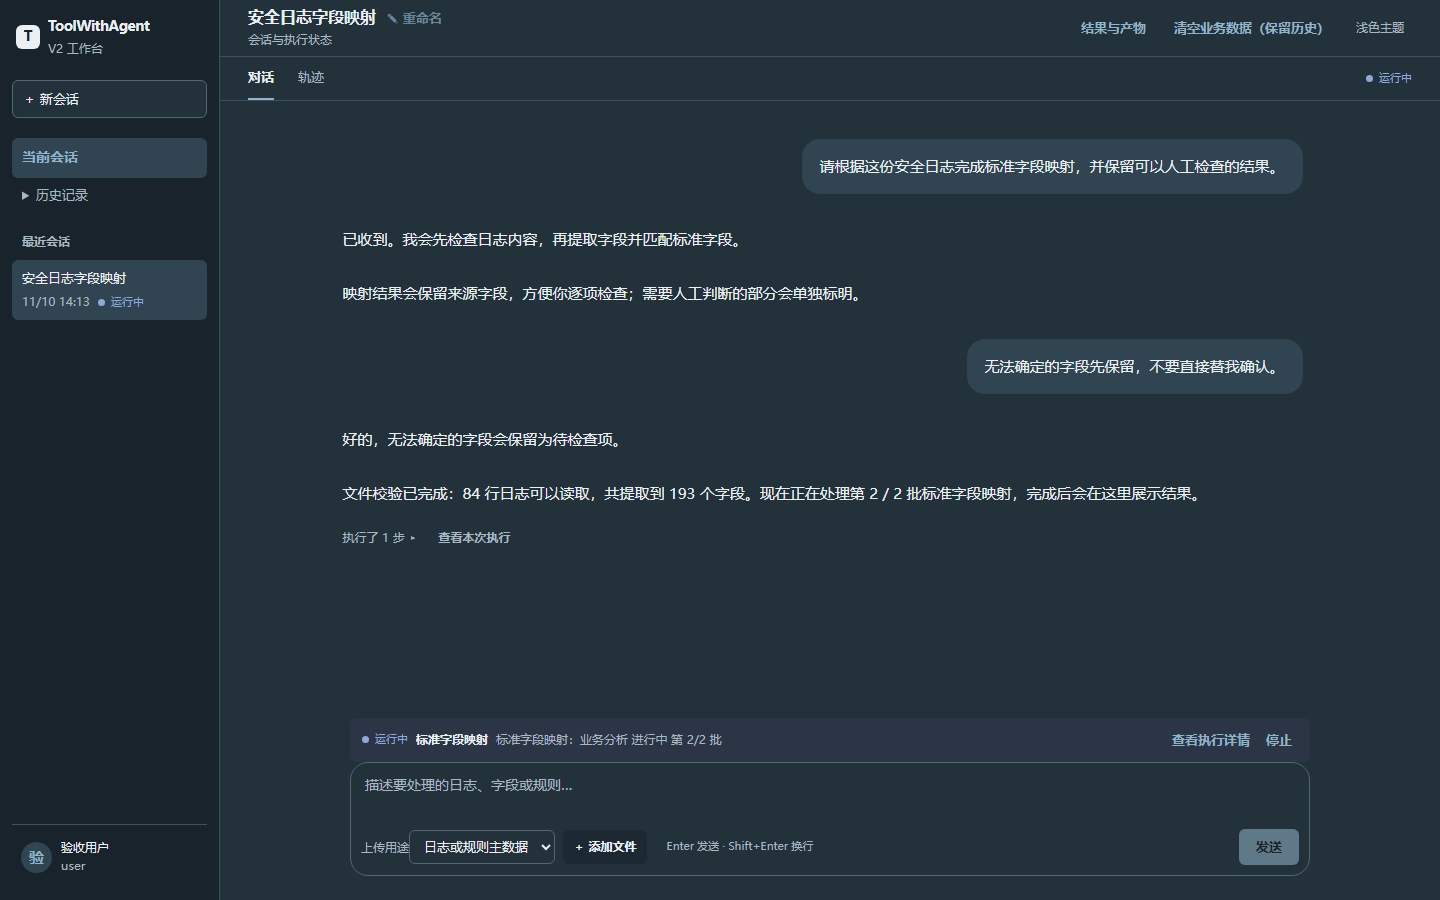 T
ToolWithAgent
V2 工作台
+ 新会话
当前会话
▶ 历史记录
最近会话
安全日志字段映射
11/10 14:13 ● 运行中
验
验收用户
user
安全日志字段映射 重命名
会话与执行状态
结果与产物 清空业务数据（保留历史） 浅色主题
对话 轨迹
● 运行中
请根据这份安全日志完成标准字段映射，并保留可以人工检查的结果。
已收到。我会先检查日志内容，再提取字段并匹配标准字段。
映射结果会保留来源字段，方便你逐项检查；需要人工判断的部分会单独标明。
无法确定的字段先保留，不要直接替我确认。
好的，无法确定的字段会保留为待检查项。
文件校验已完成：84 行日志可以读取，共提取到 193 个字段。现在正在处理第 2 / 2 批标准字段映射，完成后会在这里展示结果。
执行了 1 步 ▸ 查看本次执行
● 运行中 标准字段映射 标准字段映射：业务分析 进行中 第 2/2 批 查看执行详情 停止
描述要处理的日志、字段或规则...
上传用途 日志或规则主数据 + 添加文件 Enter 发送 · Shift+Enter 换行 发送